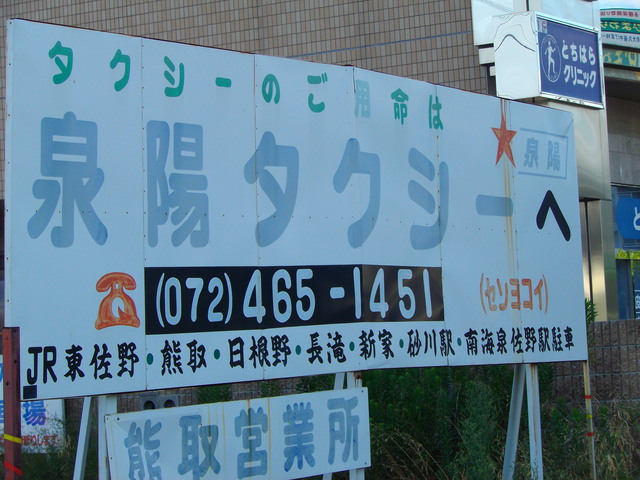 タクシーのご用命は
泉陽タクシーへ
泉陽
(072)465-1451
(センヨコイ)
JR東佐野・熊取・日根野・長滝・新家・砂川駅・南海泉佐野駅駐車
熊取営業所
とちはら
クリニック